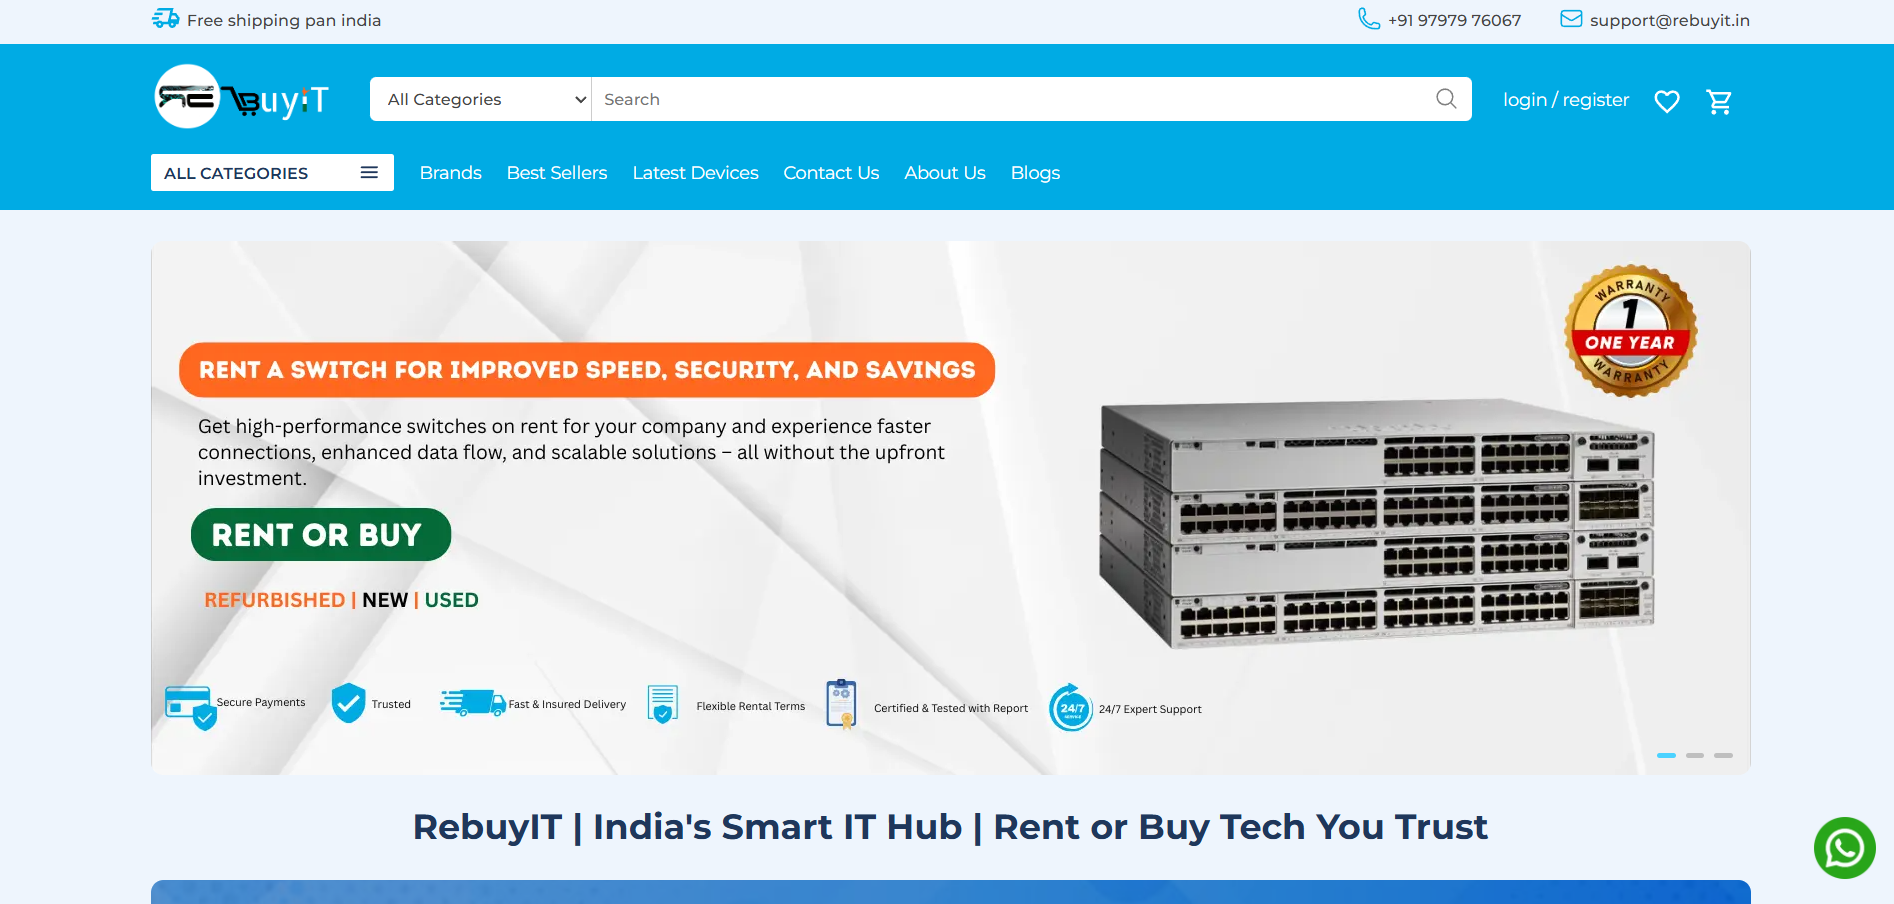 Free shipping pan india
+91 97979 76067
support@rebuyit.in
ReBuyiT
All Categories
Search
login / register
ALL CATEGORIES
Brands
Best Sellers
Latest Devices
Contact Us
About Us
Blogs
WARRANTY
1
ONE YEAR
WARRANTY
RENT A SWITCH FOR IMPROVED SPEED, SECURITY, AND SAVINGS
Get high-performance switches on rent for your company and experience faster
connections, enhanced data flow, and scalable solutions – all without the upfront
investment.
RENT OR BUY
REFURBISHED | NEW | USED
Secure Payments
Trusted
Fast & Insured Delivery
Flexible Rental Terms
Certified & Tested with Report
24/7
SERVICE
24/7 Expert Support
RebuyIT | India's Smart IT Hub | Rent or Buy Tech You Trust